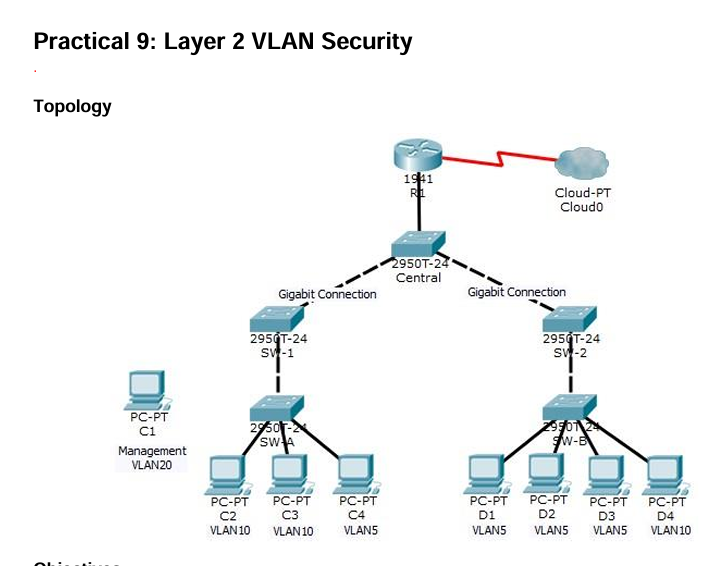 Practical 9: Layer 2 VLAN Security
.
Topology
1941
R1
Cloud-PT
Cloud0
2950T-24
Central
Gigabit Connection
Gigabit Connection
2950T-24
SW-1
2950T-24
SW-2
PC-PT
C1
Management
VLAN20
2950T-24
SW-A
2950T-24
SW-B
PC-PT
C2
VLAN10
PC-PT
C3
VLAN10
PC-PT
C4
VLAN5
PC-PT
D1
VLAN5
PC-PT
D2
VLAN5
PC-PT
D3
VLAN5
PC-PT
D4
VLAN10